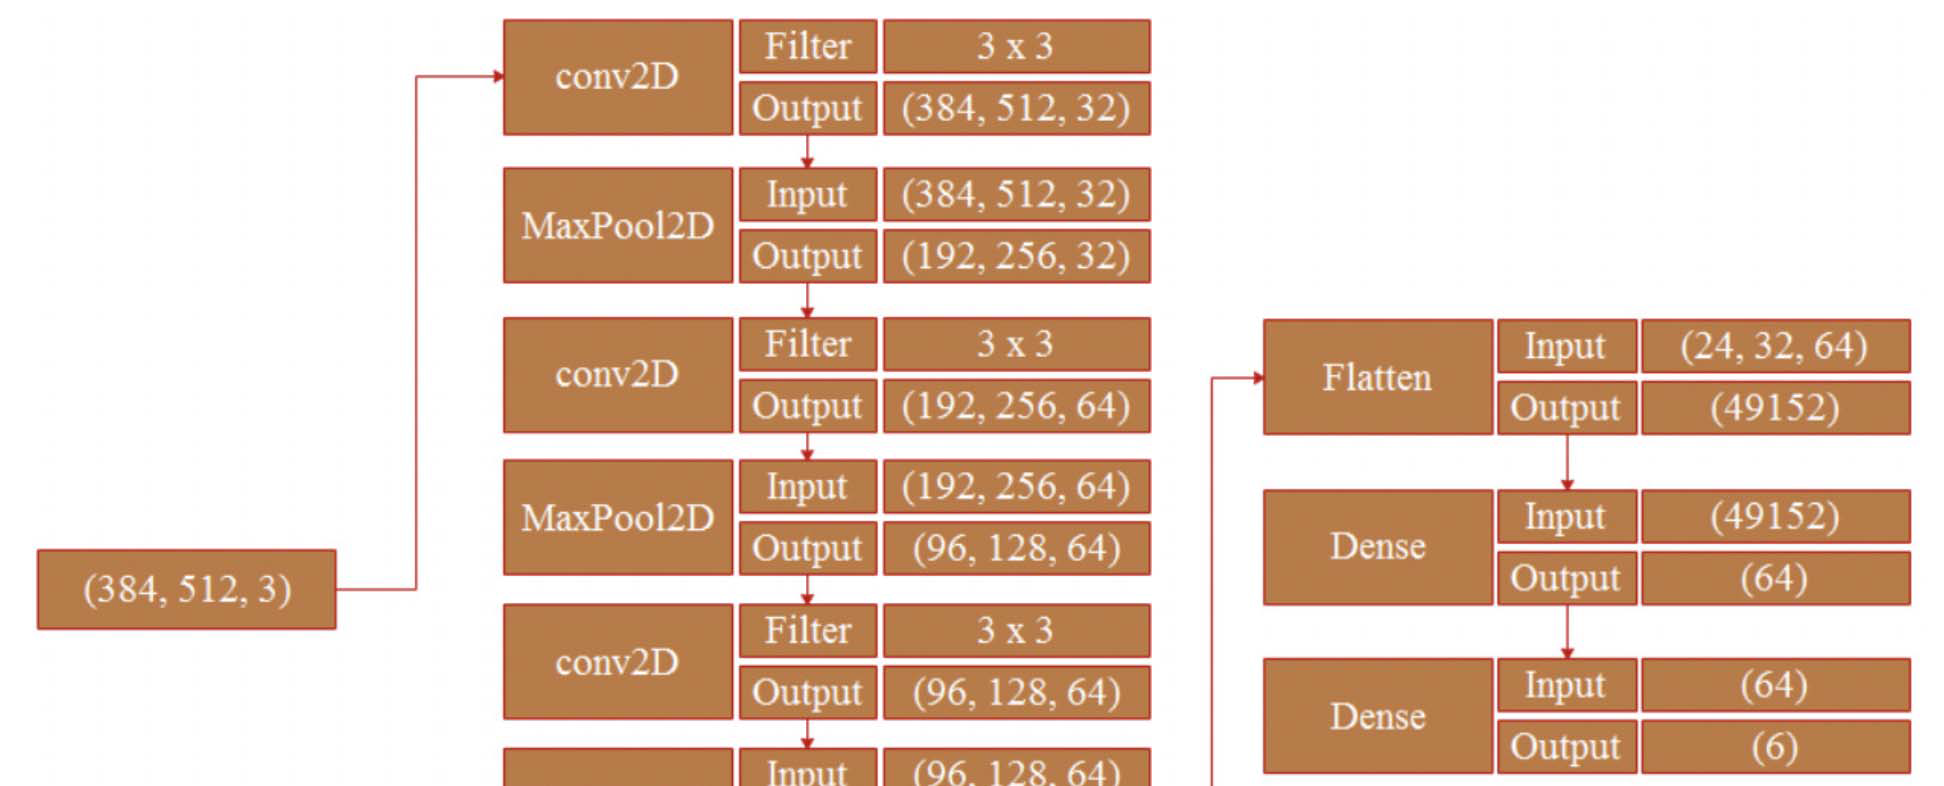 (384, 512, 3)
conv2D
Filter
3 x 3
Output
(384, 512, 32)
MaxPool2D
Input
(384, 512, 32)
Output
(192, 256, 32)
conv2D
Filter
3 x 3
Output
(192, 256, 64)
MaxPool2D
Input
(192, 256, 64)
Output
(96, 128, 64)
conv2D
Filter
3 x 3
Output
(96, 128, 64)
Input
(96, 128, 64)
Flatten
Input
(24, 32, 64)
Output
(49152)
Dense
Input
(49152)
Output
(64)
Dense
Input
(64)
Output
(6)